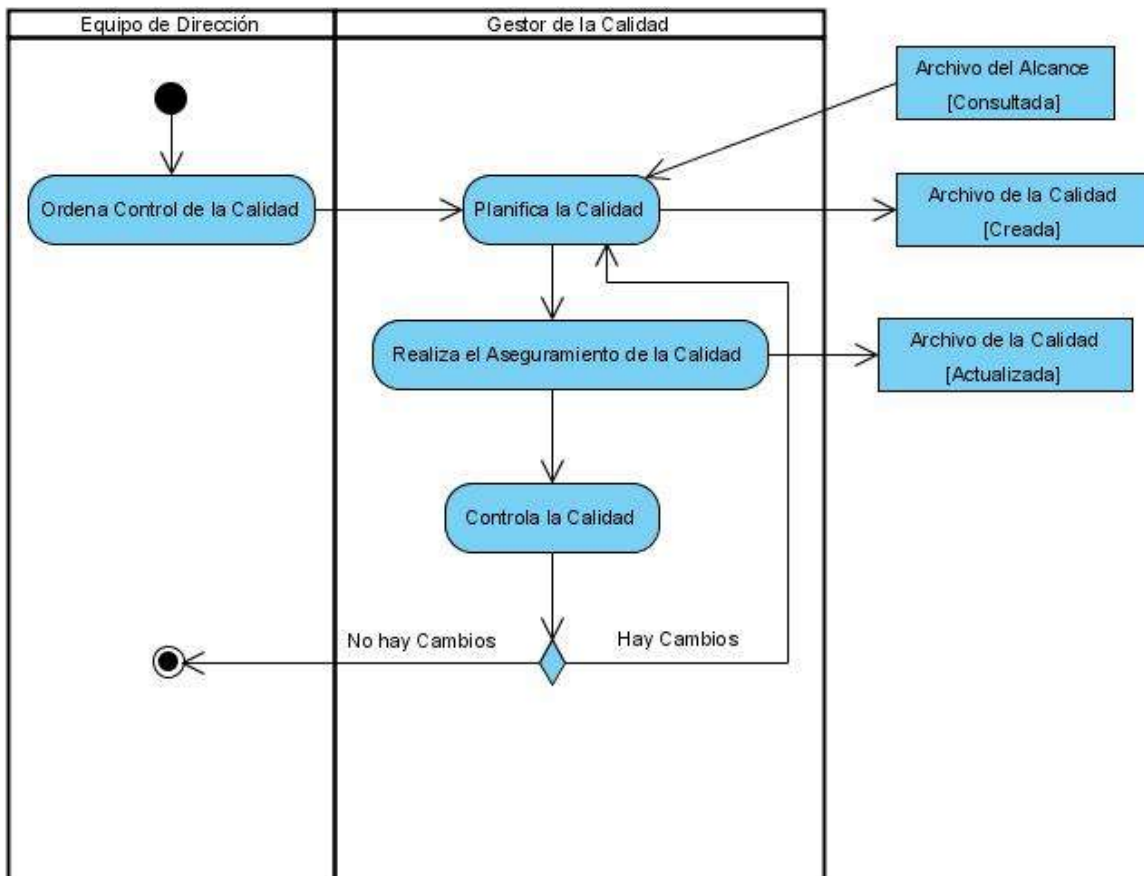 Equipo de Dirección
Gestor de la Calidad
Archivo del Alcance
[Consultada]
Ordena Control de la Calidad
Planifica la Calidad
Archivo de la Calidad
[Creada]
Realiza el Aseguramiento de la Calidad
Archivo de la Calidad
[Actualizada]
Controla la Calidad
No hay Cambios
Hay Cambios